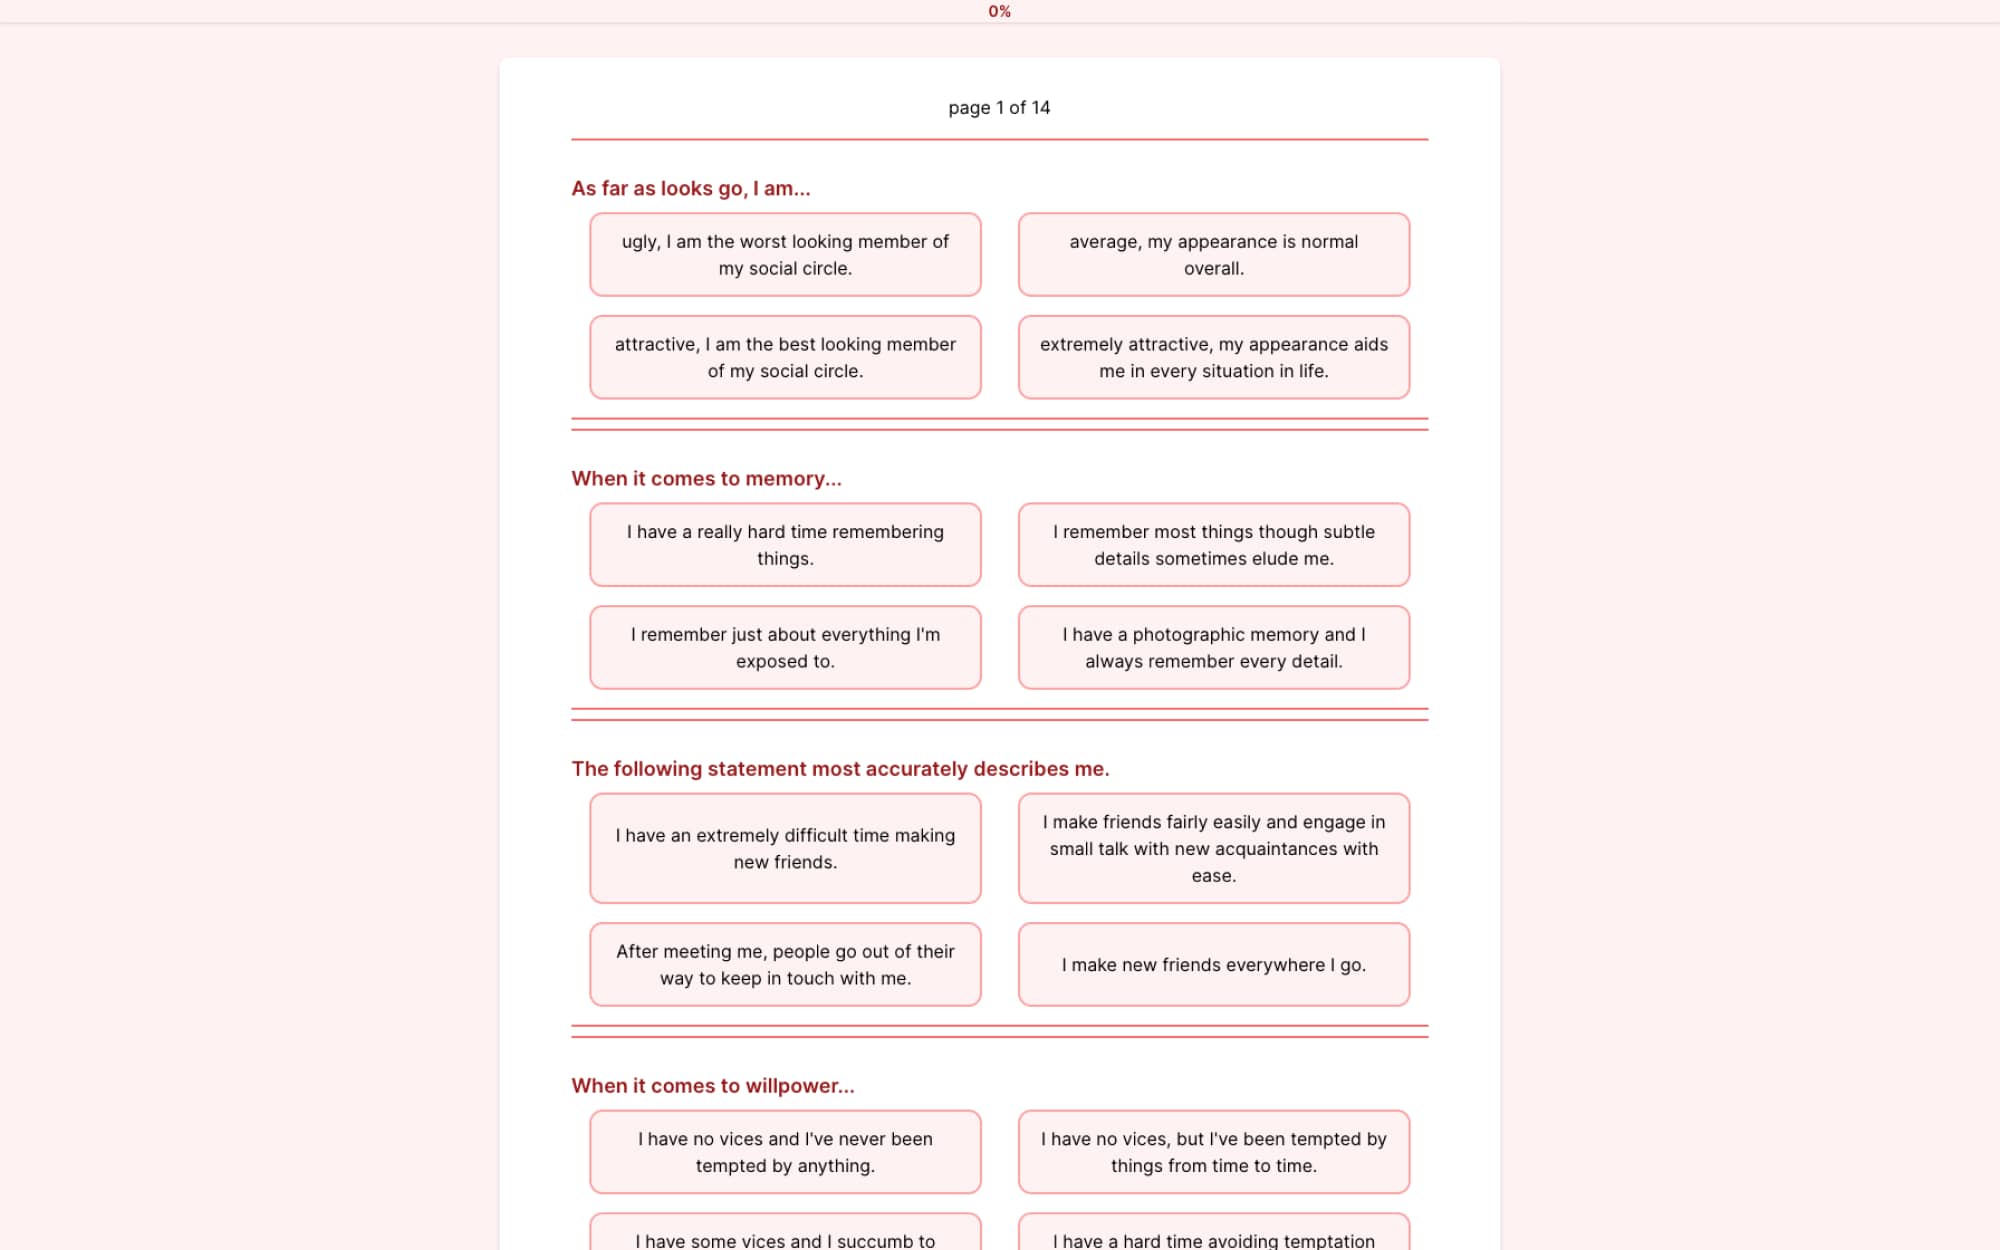 0%
page 1 of 14
As far as looks go, I am...
ugly, I am the worst looking member of
my social circle.
average, my appearance is normal
overall.
attractive, I am the best looking member
of my social circle.
extremely attractive, my appearance aids
me in every situation in life.
When it comes to memory...
I have a really hard time remembering
things.
I remember most things though subtle
details sometimes elude me.
I remember just about everything I'm
exposed to.
I have a photographic memory and I
always remember every detail.
The following statement most accurately describes me.
I have an extremely difficult time making
new friends.
I make friends fairly easily and engage in
small talk with new acquaintances with
ease.
After meeting me, people go out of their
way to keep in touch with me.
I make new friends everywhere I go.
When it comes to willpower...
I have no vices and I've never been
tempted by anything.
I have no vices, but I've been tempted by
things from time to time.
I have some vices and I succumb to
I have a hard time avoiding temptation